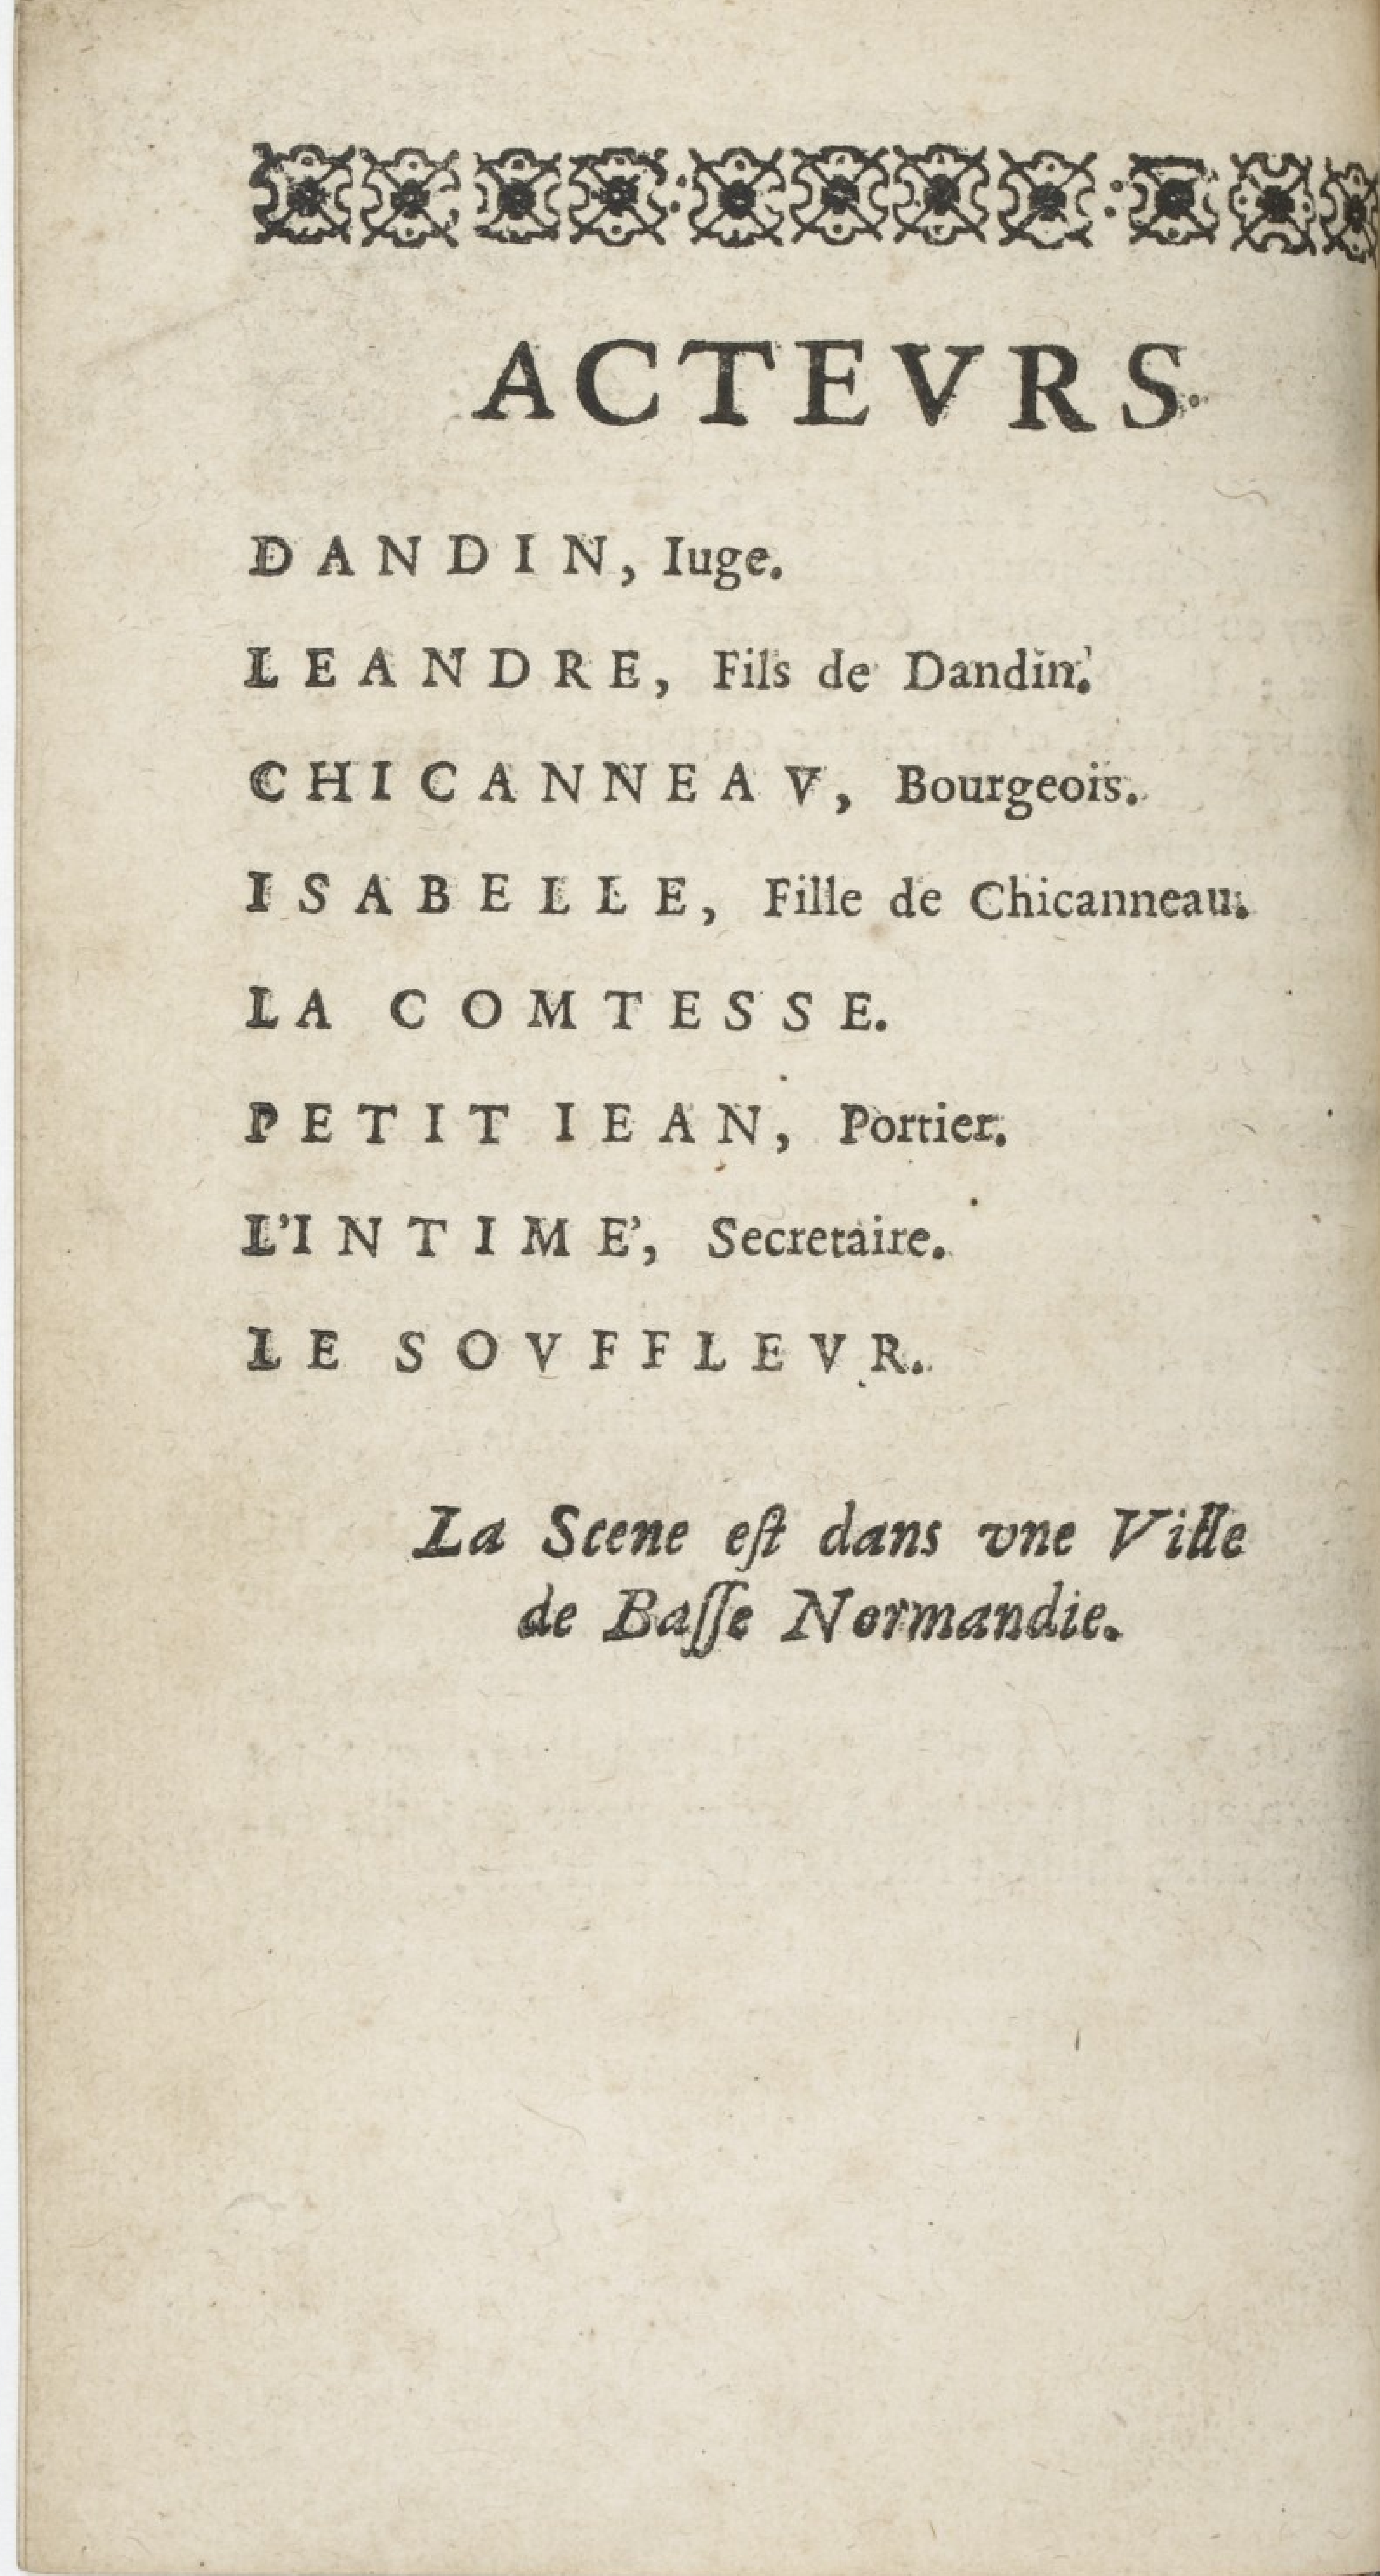 ACTEVRS.
DANDIN, Iuge.
LEANDRE, Fils de Dandin.
CHICANNEAV, Bourgeois.
ISABELLE, Fille de Chicanneau.
LA COMTESSE.
PETIT IEAN, Portier.
L'INTIME', Secretaire.
LE SOVFFLEVR.
La Scene eſt dans vne Ville
de Baſſe Normandie.